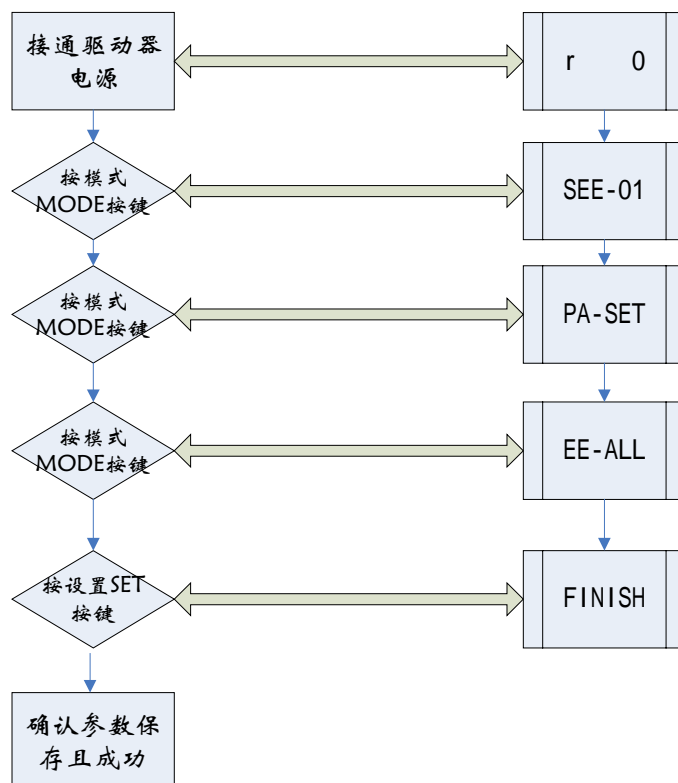 接通驱动器
电源
r 0
按模式
MODE按键
SEE-01
按模式
MODE按键
PA-SET
按模式
MODE按键
EE-ALL
按设置SET
按键
FINISH
确认参数保
存且成功